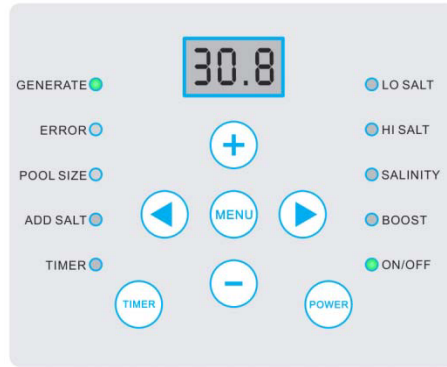 30.8
GENERATE
LO SALT
ERROR
HI SALT
POOL SIZE
SALINITY
ADD SALT
MENU
BOOST
TIMER
ON/OFF
TIMER
POWER